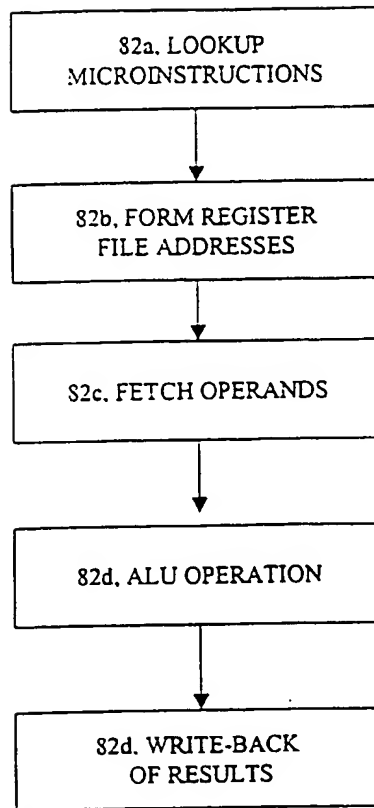 82a. LOOKUP
MICROINSTRUCTIONS
82b, FORM REGISTER
FILE ADDRESSES
82c, FETCH OPERANDS
82d, ALU OPERATION
82d. WRITE-BACK
OF RESULTS